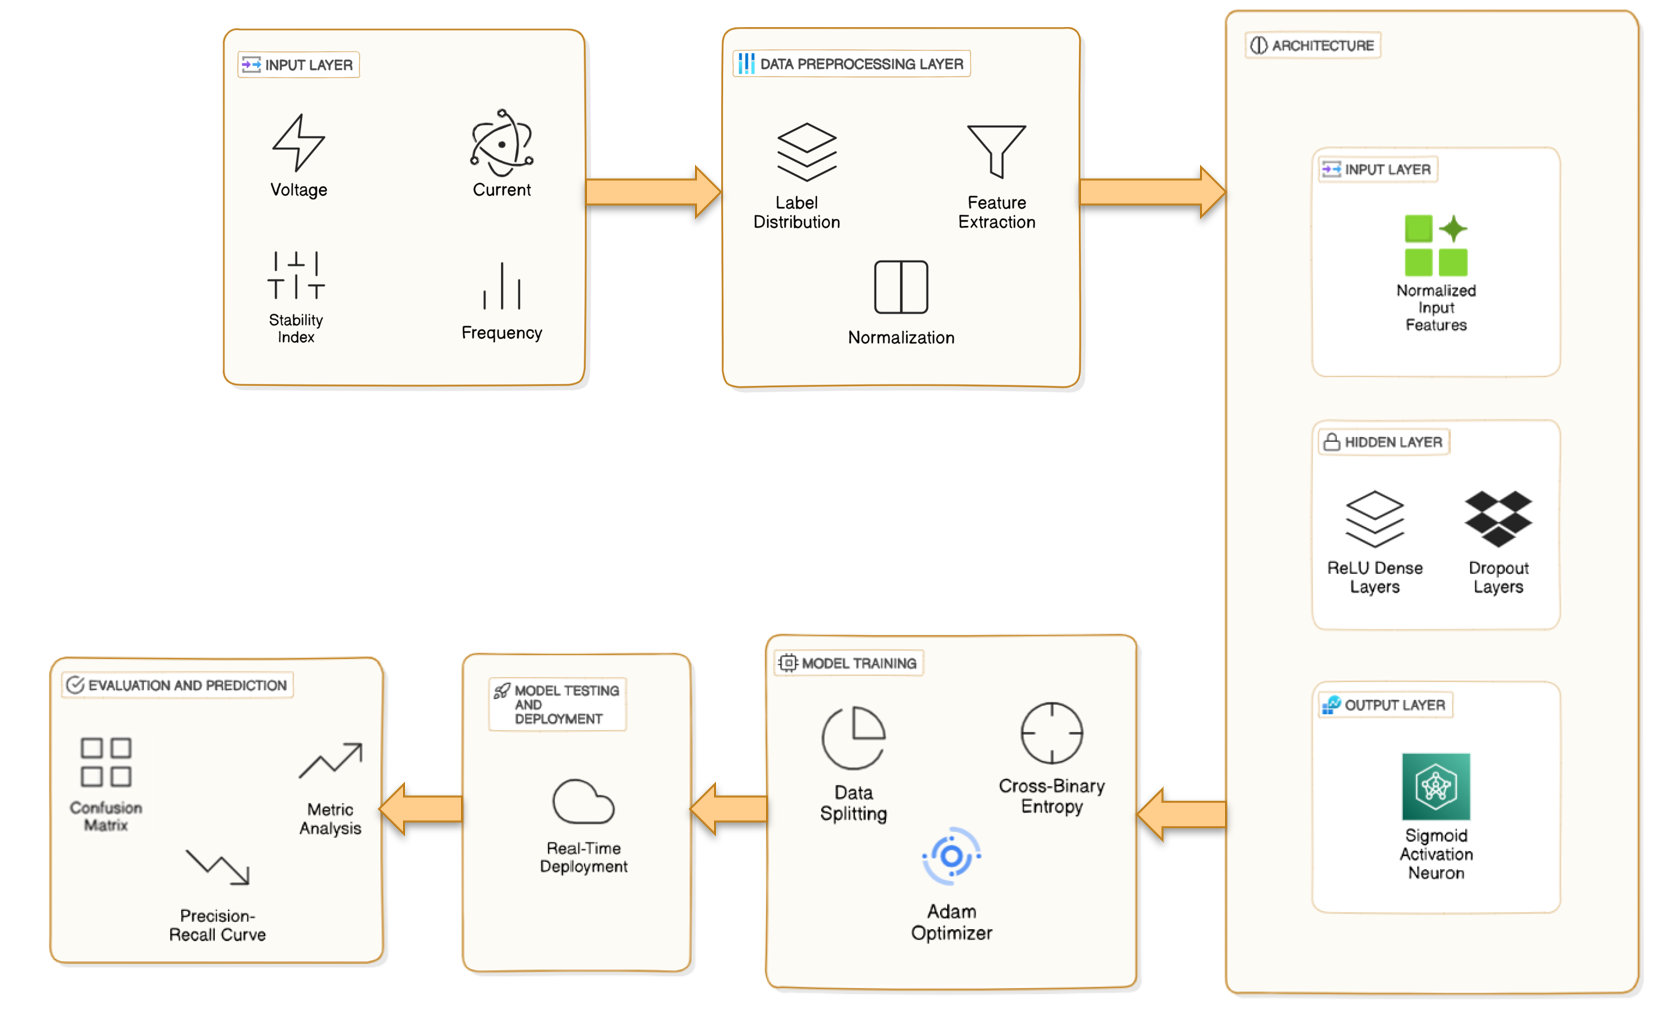 INPUT LAYER
Voltage
Current
Stability
Index
Frequency
DATA PREPROCESSING LAYER
Label
Distribution
Feature
Extraction
Normalization
ARCHITECTURE
INPUT LAYER
Normalized
Input
Features
HIDDEN LAYER
ReLU Dense
Layers
Dropout
Layers
OUTPUT LAYER
Sigmoid
Activation
Neuron
MODEL TRAINING
Data
Splitting
Cross-Binary
Entropy
Adam
Optimizer
MODEL TESTING
AND
DEPLOYMENT
Real-Time
Deployment
EVALUATION AND PREDICTION
Confusion
Matrix
Metric
Analysis
Precision-
Recall Curve